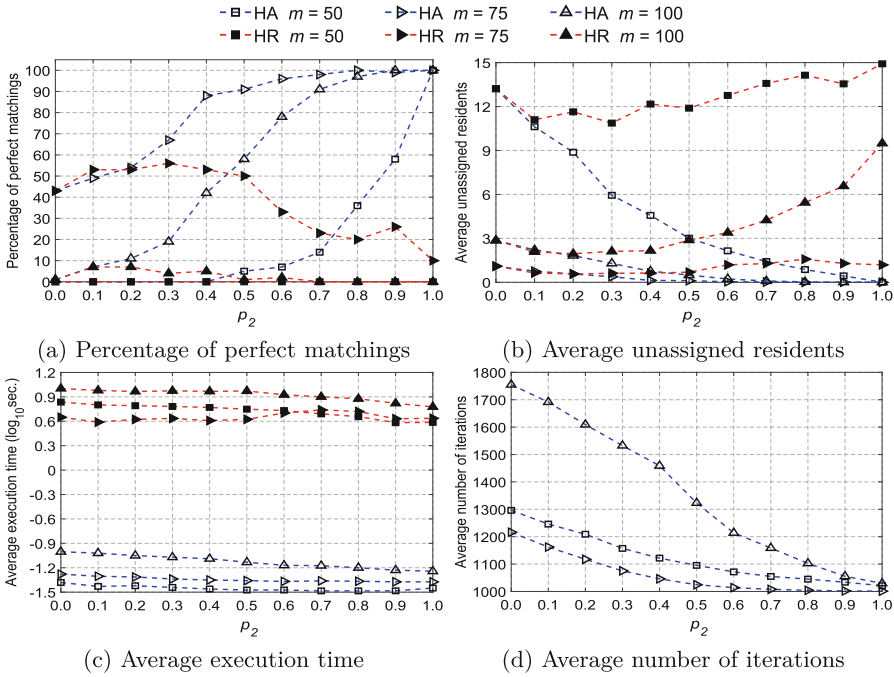 HA m = 50 HA m = 75 HA m = 100
HR m = 50 HR m = 75 HR m = 100
Percentage of perfect matchings
100
90
80
70
60
50
40
30
20
10
0
0.0 0.1 0.2 0.3 0.4 0.5 0.6 0.7 0.8 0.9 1.0
p2
(a) Percentage of perfect matchings
Average unassigned residents
15
12
9
6
3
0
0.0 0.1 0.2 0.3 0.4 0.5 0.6 0.7 0.8 0.9 1.0
p2
(b) Average unassigned residents
Average execution time (log10sec.)
1.2
0.9
0.6
0.3
0
-0.3
-0.6
-0.9
-1.2
-1.5
0.0 0.1 0.2 0.3 0.4 0.5 0.6 0.7 0.8 0.9 1.0
p2
(c) Average execution time
Average number of iterations
1800
1700
1600
1500
1400
1300
1200
1100
1000
0.0 0.1 0.2 0.3 0.4 0.5 0.6 0.7 0.8 0.9 1.0
p2
(d) Average number of iterations